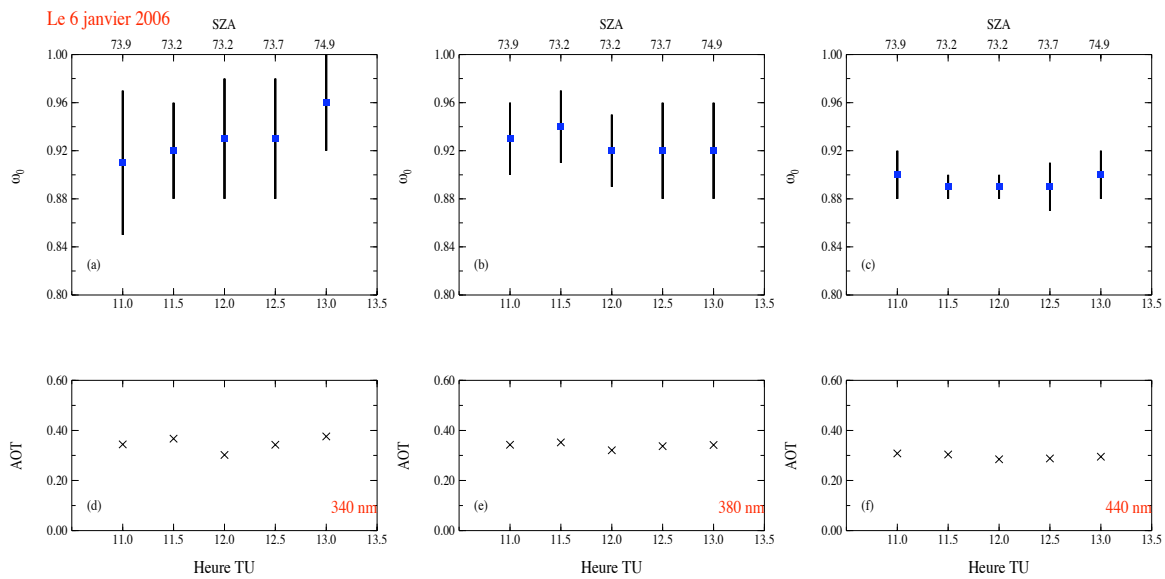 Le 6 janvier 2006
SZA SZA SZA
73.9 73.2 73.2 73.7 74.9 73.9 73.2 73.2 73.7 74.9 73.9 73.2 73.2 73.7 74.9
1.00 1.00 1.00
0.96 0.96 0.96
0.92 0.92 0.92
ω0 ω0 ω0
0.88 0.88 0.88
0.84 0.84 0.84
(a) (b) (c)
0.80 0.80 0.80
11.0 11.5 12.0 12.5 13.0 13.5 11.0 11.5 12.0 12.5 13.0 13.5 11.0 11.5 12.0 12.5 13.0 13.5
0.60 0.60 0.60
0.40 0.40 0.40
AOT AOT AOT
0.20 0.20 0.20
(d) 340 nm (e) 380 nm (f) 440 nm
0.00 0.00 0.00
11.0 11.5 12.0 12.5 13.0 13.5 11.0 11.5 12.0 12.5 13.0 13.5 11.0 11.5 12.0 12.5 13.0 13.5
Heure TU Heure TU Heure TU